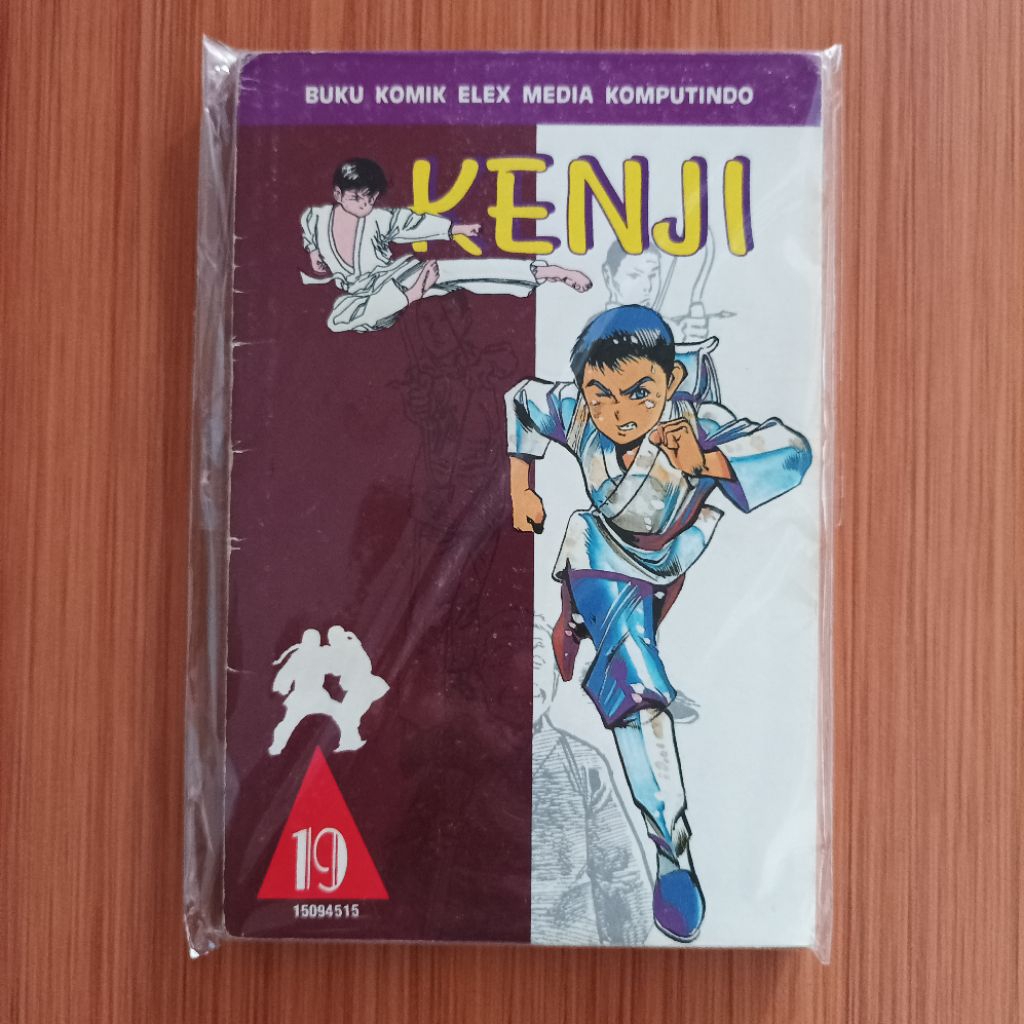 BUKU KOMIK ELEX MEDIA KOMPUTINDO
KENJI
19
15094515